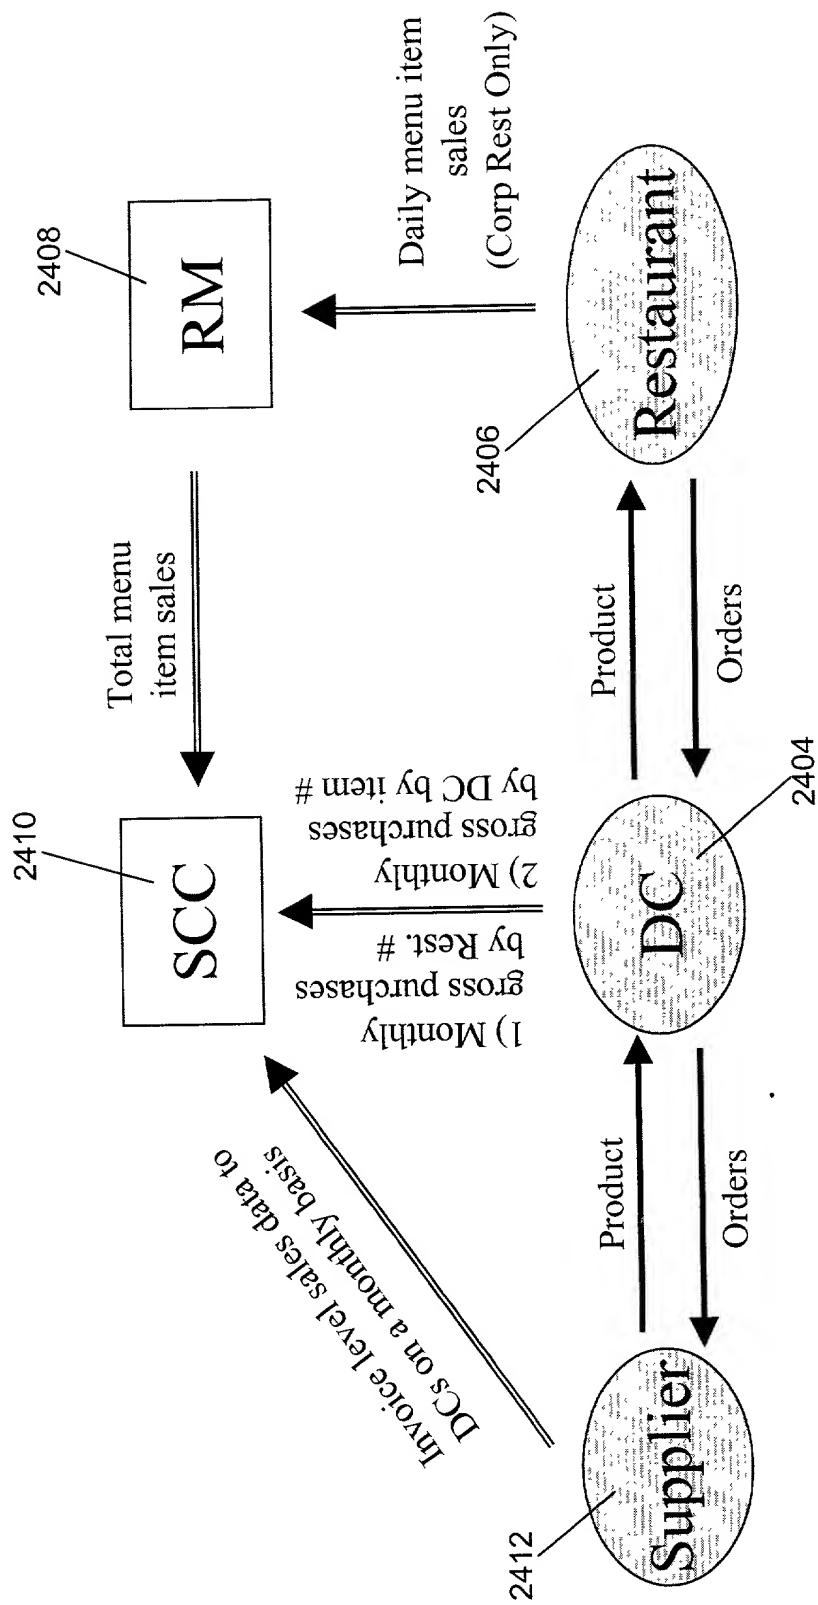 2410
SCC
Total menu
item sales
2408
RM
Invoice level sales data to
DCs on a monthly basis
1) Monthly
gross purchases
by Rest. #
2) Monthly
gross purchases
by DC by item #
Daily menu item
sales
(Corp Rest Only)
2412
Supplier
Product
Orders
DC
2404
Product
Orders
2406
Restaurant